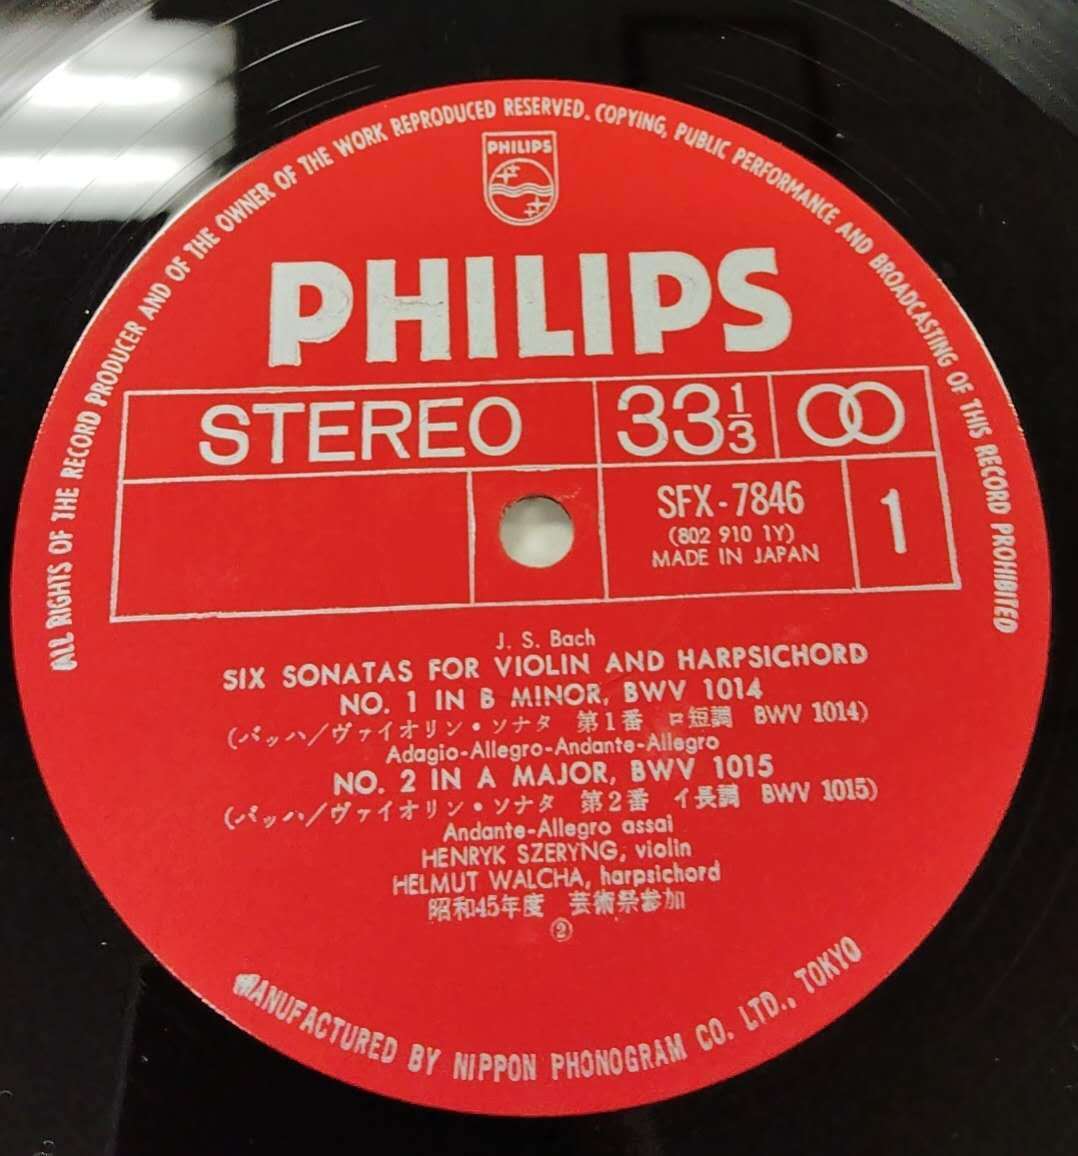 ALL RIGHTS OF THE RECORD PRODUCER AND OF THE OWNER OF THE WORK REPRODUCED RESERVED. COPYING, PUBLIC PERFORMANCE AND BROADCASTING OF THIS RECORD PROHIBITED
PHILIPS
PHILIPS
STEREO 33 1/3
SFX-7846
(802 910 1Y)
MADE IN JAPAN
1
J. S. Bach
SIX SONATAS FOR VIOLIN AND HARPSICHORD
NO. 1 IN B MINOR, BWV 1014
(バッハ/ヴァイオリン・ソナタ 第1番 ロ短調 BWV 1014)
Adagio-Allegro-Andante-Allegro
NO. 2 IN A MAJOR, BWV 1015
(バッハ/ヴァイオリン・ソナタ 第2番 イ長調 BWV 1015)
Andante-Allegro assai
HENRYK SZERYNG, violin
HELMUT WALCHA, harpsichord
昭和45年度 芸術祭参加
②
MANUFACTURED BY NIPPON PHONOGRAM CO. LTD., TOKYO